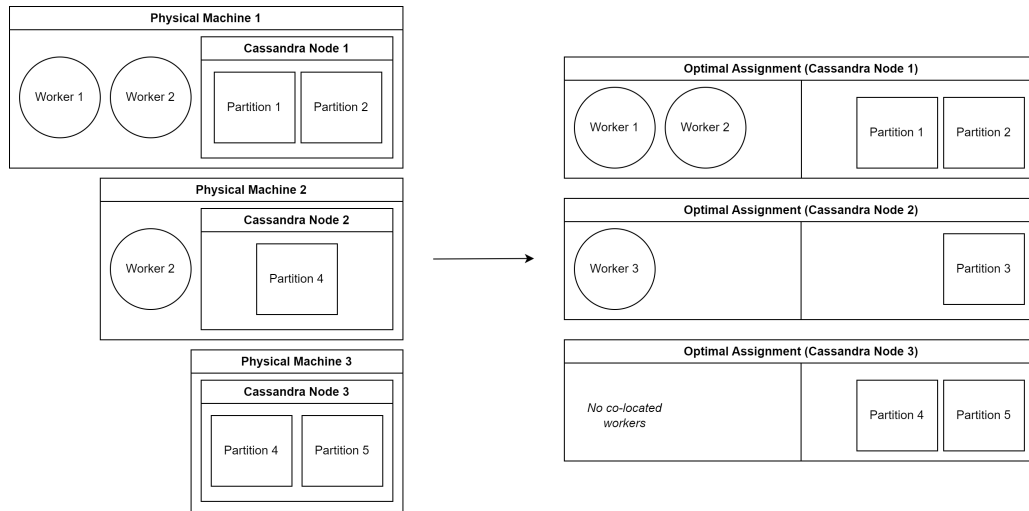 Physical Machine 1
Cassandra Node 1
Worker 1
Worker 2
Partition 1
Partition 2
Physical Machine 2
Cassandra Node 2
Worker 2
Partition 4
Physical Machine 3
Cassandra Node 3
Partition 4
Partition 5
Optimal Assignment (Cassandra Node 1)
Worker 1
Worker 2
Partition 1
Partition 2
Optimal Assignment (Cassandra Node 2)
Worker 3
Partition 3
Optimal Assignment (Cassandra Node 3)
No co-located
workers
Partition 4
Partition 5